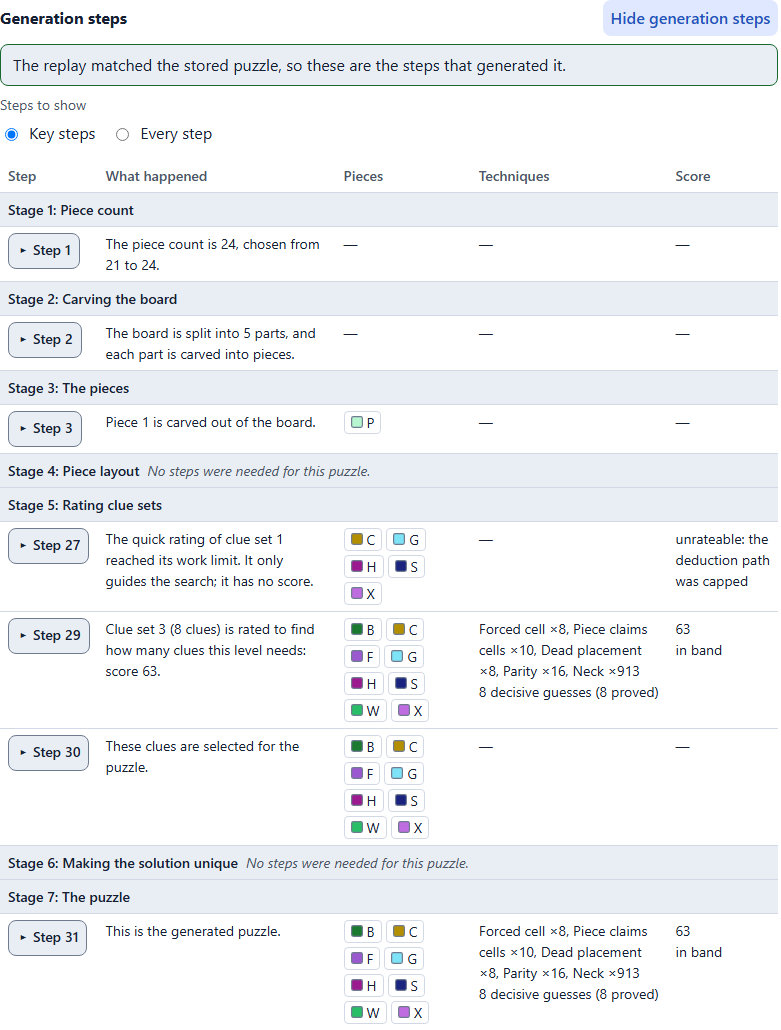 Generation steps
Hide generation steps
The replay matched the stored puzzle, so these are the steps that generated it.
Steps to show
Key steps
Every step
Step What happened Pieces Techniques Score
Stage 1: Piece count
▸ Step 1
The piece count is 24, chosen from
21 to 24.
—
—
—
Stage 2: Carving the board
▸ Step 2
The board is split into 5 parts, and
each part is carved into pieces.
—
—
—
Stage 3: The pieces
▸ Step 3
Piece 1 is carved out of the board.
P
—
—
Stage 4: Piece layout No steps were needed for this puzzle.
Stage 5: Rating clue sets
▸ Step 27
The quick rating of clue set 1
reached its work limit. It only
guides the search; it has no score.
C G
H S
X
—
unrateable: the
deduction path
was capped
▸ Step 29
Clue set 3 (8 clues) is rated to find
how many clues this level needs:
score 63.
B C
F G
H S
W X
Forced cell ×8, Piece claims
cells ×10, Dead placement
×8, Parity ×16, Neck ×913
8 decisive guesses (8 proved)
63
in band
▸ Step 30
These clues are selected for the
puzzle.
B C
F G
H S
W X
—
—
Stage 6: Making the solution unique No steps were needed for this puzzle.
Stage 7: The puzzle
▸ Step 31
This is the generated puzzle.
B C
F G
H S
W X
Forced cell ×8, Piece claims
cells ×10, Dead placement
×8, Parity ×16, Neck ×913
8 decisive guesses (8 proved)
63
in band